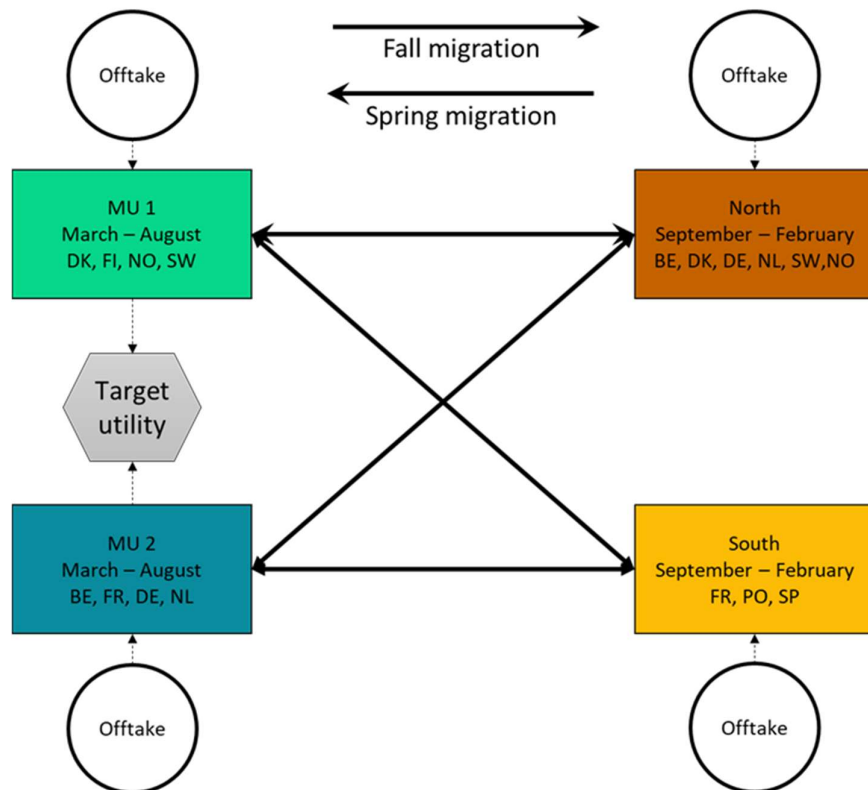 Offtake
Fall migration
Spring migration
Offtake
MU 1
March – August
DK, FI, NO, SW
North
September – February
BE, DK, DE, NL, SW,NO
Target
utility
MU 2
March – August
BE, FR, DE, NL
South
September – February
FR, PO, SP
Offtake
Offtake